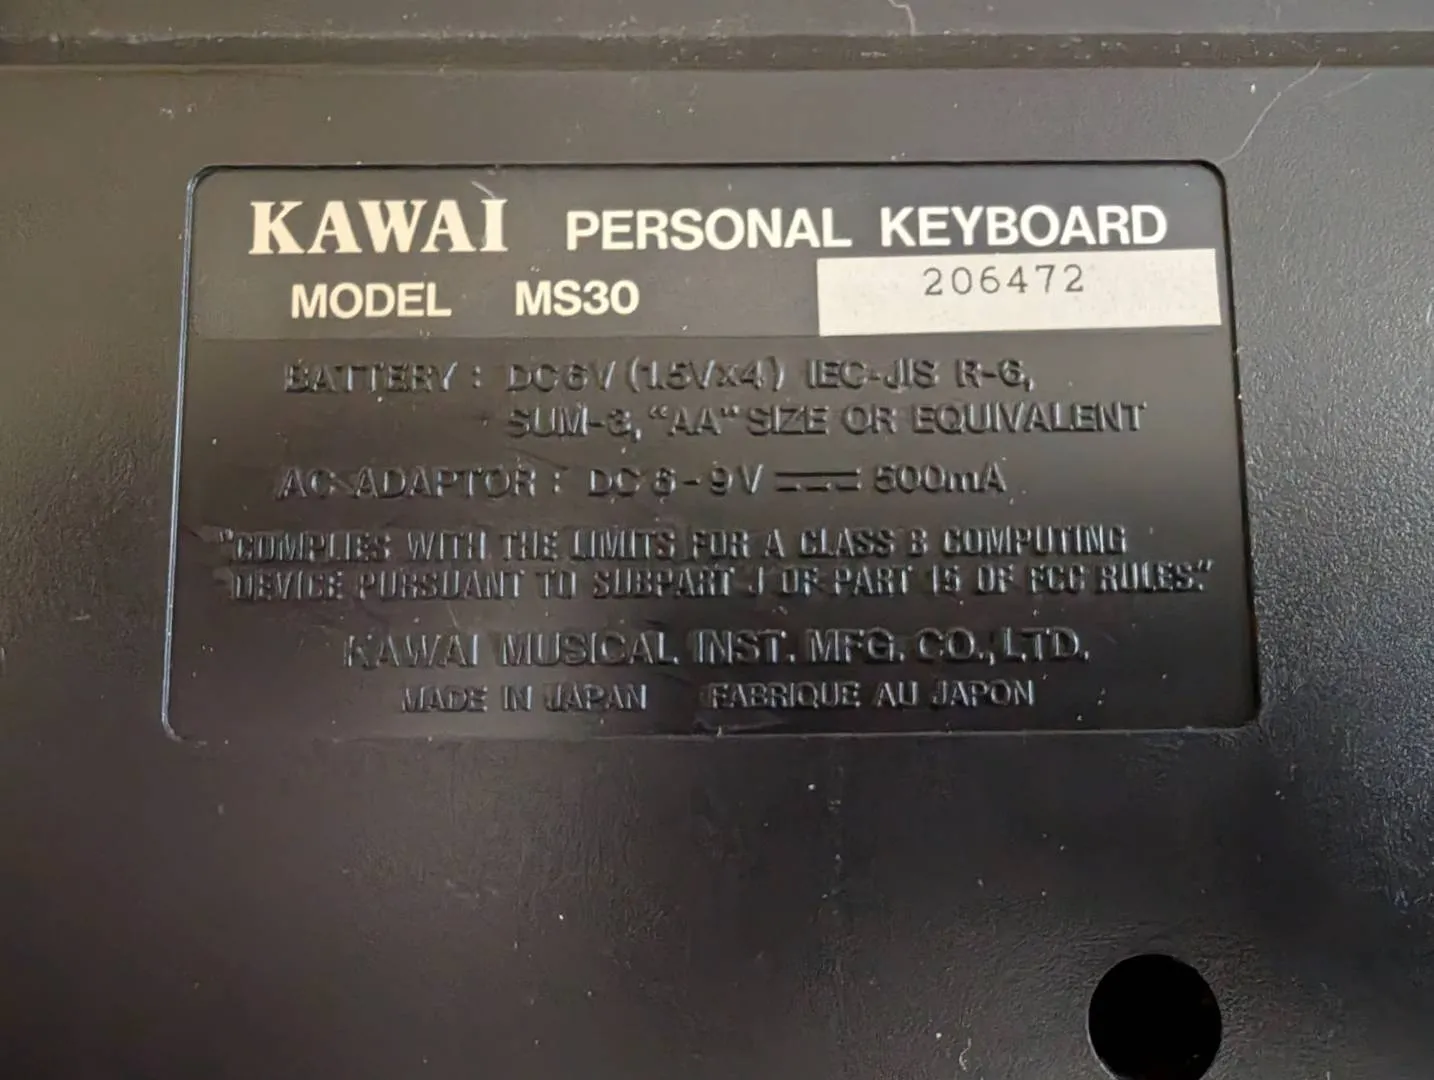 KAWAI PERSONAL KEYBOARD
MODEL MS30 206472
BATTERY : DC 6V (1.5V×4) IEC-JIS R-6,
SUM-3, "AA" SIZE OR EQUIVALENT
AC ADAPTOR : DC 6-9V ⎓ 500mA
"COMPLIES WITH THE LIMITS FOR A CLASS B COMPUTING
DEVICE PURSUANT TO SUBPART J OF PART 15 OF FCC RULES."
KAWAI MUSICAL INST. MFG. CO., LTD.
MADE IN JAPAN FABRIQUE AU JAPON